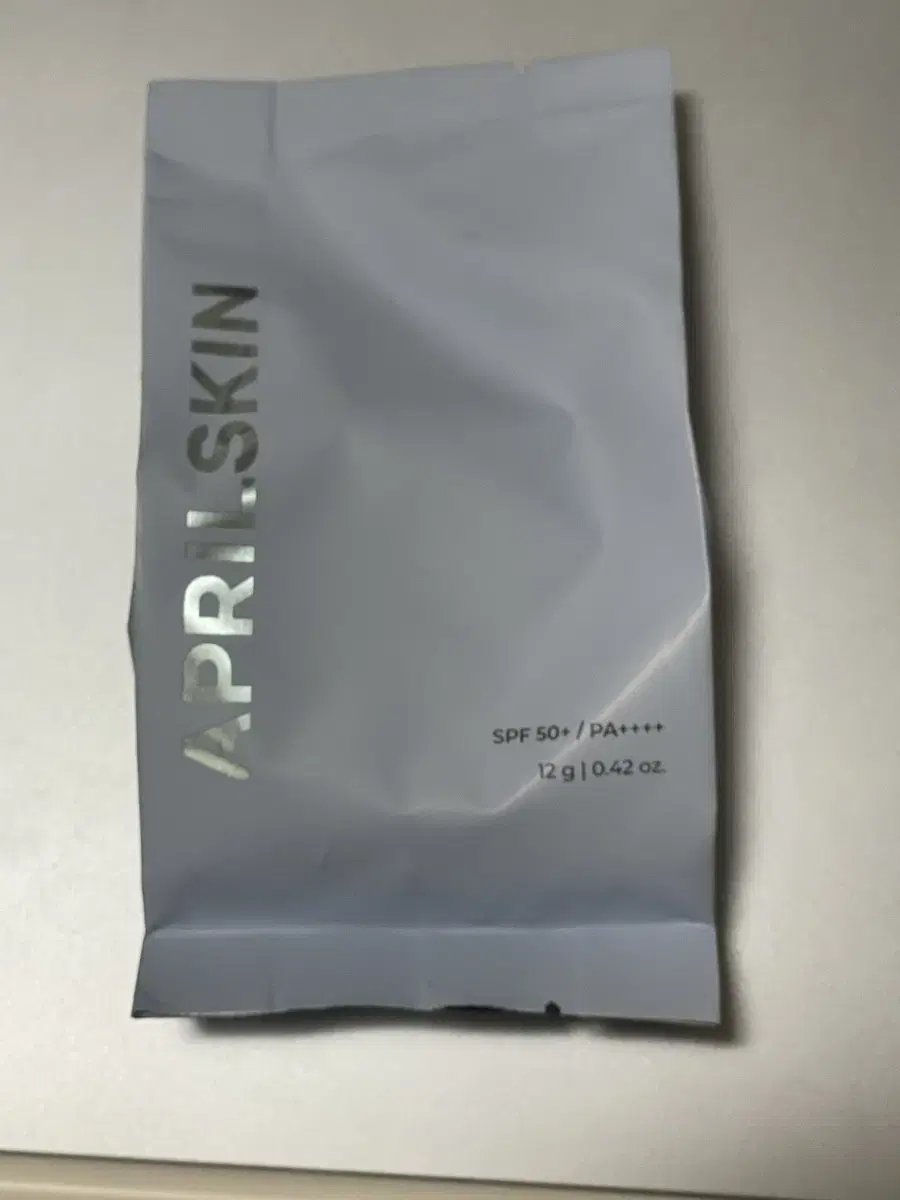 APRILSKIN
SPF 50+ / PA++++
12 g | 0.42 oz.